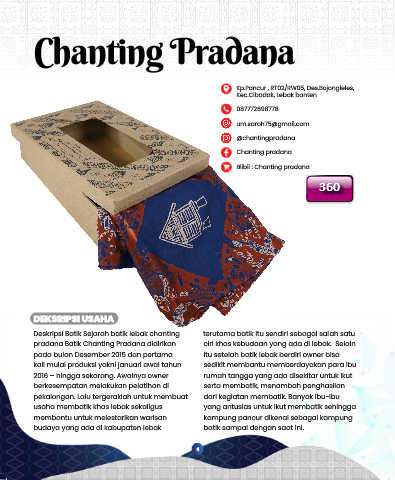 Chanting Pradana
Kp.Pancur , RT02/RW05, Des.Bojongleles,
Kec.Cibadak, Lebak banten
087772698778
um.saroh75@gmail.com
@chantingpradana
Chanting pradana
Blibli : Chanting pradana
360
DEKSRIPSI USAHA
Deskripsi Batik Sejarah batik lebak chanting
pradana Batik Chanting Pradana didirikan
pada bulan Desember 2015 dan pertama
kali mulai produksi yakni januari awal tahun
2016 – hingga sekarang. Awalnya owner
berkesempatan melakukan pelatihan di
pekalongan. Lalu tergeraklah untuk membuat
usaha membatik khas lebak sekaligus
membantu untuk melestarikan warisan
budaya yang ada di kabupaten lebak
terutama batik itu sendiri sebagai salah satu
ciri khas kebudaan yang ada di lebak. Selain
itu setelah batik lebak berdiri owner bisa
sedikit membantu memberdayakan para ibu
rumah tangga yang ada disekitar untuk ikut
serta membatik, menambah penghasilan
dari kegiatan membatik. Banyak ibu-ibu
yang antusias untuk ikut membatik sehingga
kampung pancur dikenal sebagai kampung
batik sampai dengan saat ini.